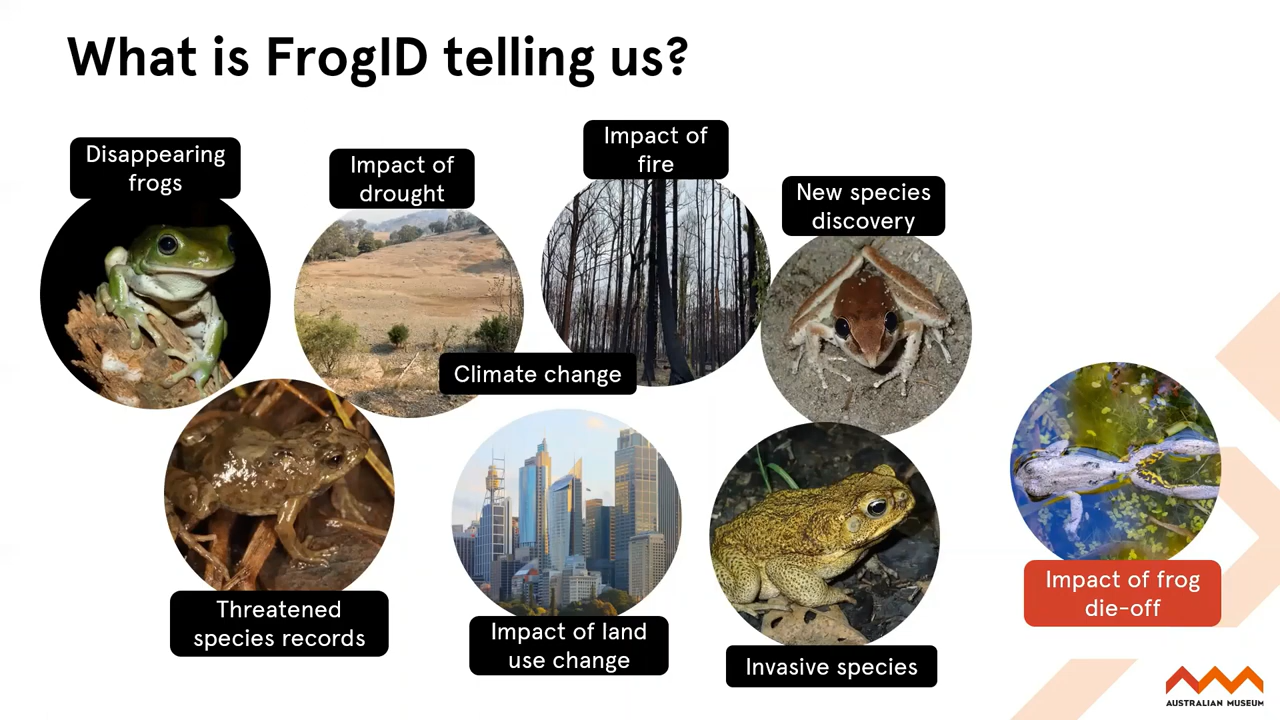 What is FrogID telling us?
Disappearing
frogs
Impact of
drought
Impact of
fire
New species
discovery
Climate change
Threatened
species records
Impact of land
use change
Invasive species
Impact of frog
die-off
AUSTRALIAN MUSEUM